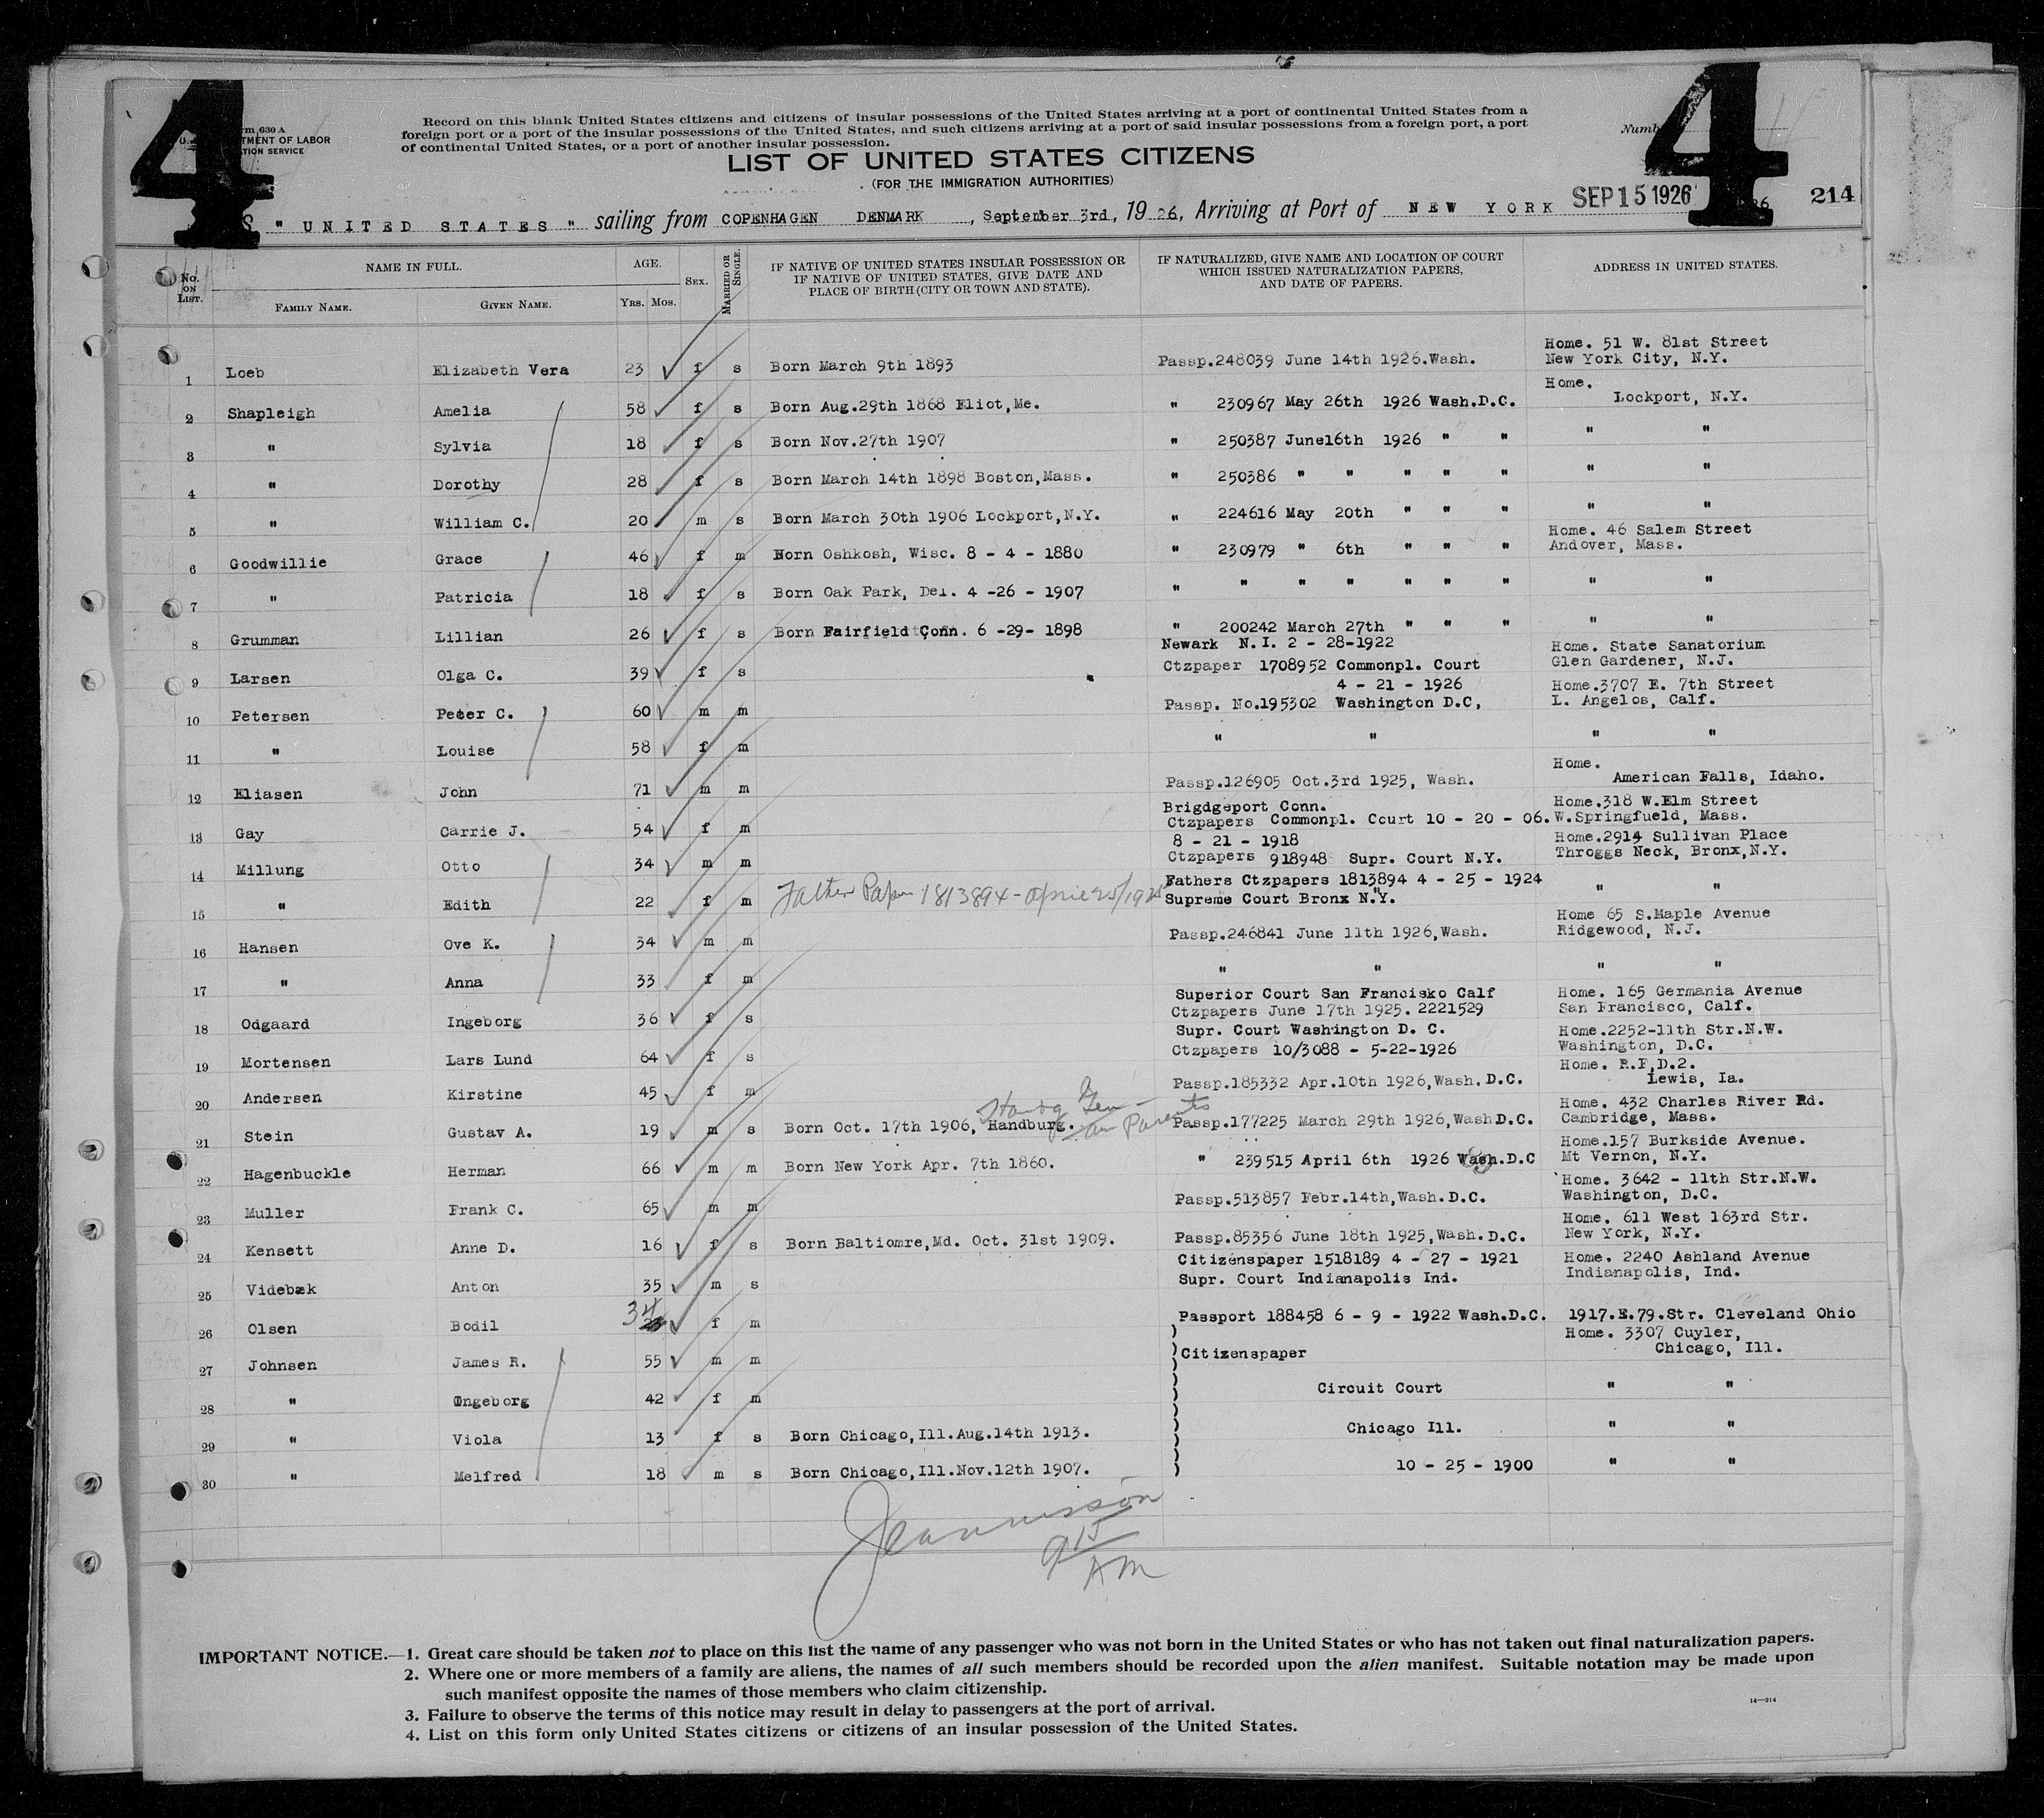 4
4
Form 630 A
U. S. DEPARTMENT OF LABOR
IMMIGRATION SERVICE
Record on this blank United States citizens and citizens of insular possessions of the United States arriving at a port of continental United States from a
foreign port or a port of the insular possessions of the United States, and such citizens arriving at a port of said insular possessions from a foreign port, a port
of continental United States, or a port of another insular possession.
LIST OF UNITED STATES CITIZENS
(FOR THE IMMIGRATION AUTHORITIES)
S "UNITED STATES" sailing from COPENHAGEN DENMARK, September 3rd, 1926, Arriving at Port of NEW YORK SEP 15 1926 214
No. ON LIST.
NAME IN FULL.
FAMILY NAME. GIVEN NAME.
AGE.
YRS. MOS.
SEX.
MARRIED OR SINGLE.
IF NATIVE OF UNITED STATES INSULAR POSSESSION OR
IF NATIVE OF UNITED STATES, GIVE DATE AND
PLACE OF BIRTH (CITY OR TOWN AND STATE).
IF NATURALIZED, GIVE NAME AND LOCATION OF COURT
WHICH ISSUED NATURALIZATION PAPERS,
AND DATE OF PAPERS.
ADDRESS IN UNITED STATES.
Home. 51 W. 81st Street
1 Loeb Elizabeth Vera 23 f s Born March 9th 1893 Passp.248039 June 14th 1926.Wash. New York City, N.Y.
Home.
2 Shapleigh Amelia 58 f s Born Aug.29th 1868 Eliot,Me. " 230967 May 26th 1926 Wash.D.C. Lockport, N.Y.
3 " Sylvia 18 f s Born Nov.27th 1907 " 250387 June16th 1926 " " " "
4 " Dorothy 28 f s Born March 14th 1898 Boston,Mass. " 250386 " " " " " " "
5 " William C. 20 m s Born March 30th 1906 Lockport,N.Y. " 224616 May 20th " " " " "
Home. 46 Salem Street
6 Goodwillie Grace 46 f m Born Oshkosh, Wisc. 8 - 4 - 1880 " 230979 " 6th " " " Andover, Mass.
7 " Patricia 18 f s Born Oak Park, Del. 4 -26 - 1907 " " " " " " " " "
8 Grumman Lillian 26 f s Born Fairfield Conn. 6 -29- 1898 " 200242 March 27th " " " " "
Newark N.I. 2 - 28-1922 Home. State Sanatorium
9 Larsen Olga C. 39 f s Ctzpaper 1708952 Commonpl. Court Glen Gardener, N.J.
4 - 21 - 1926 Home.3707 E. 7th Street
10 Petersen Peter C. 60 m m Passp. No.195302 Washington D.C, L. Angelos, Calf.
11 " Louise 58 f m " " " "
Home.
12 Eliasen John 71 m m Passp.126905 Oct.3rd 1925, Wash. American Falls, Idaho.
Brigdgeport Conn. Home.318 W.Elm Street
13 Gay Carrie J. 54 f m Ctzpapers Commonpl. Court 10 - 20 - 06. W.Springfueld, Mass.
8 - 21 - 1918 Home.2914 Sullivan Place
14 Millung Otto 34 m m Ctzpapers 918948 Supr. Court N.Y. Throggs Neck, Bronx,N.Y.
Fathers Ctzpapers 1813894 4 - 25 - 1924
15 " Edith 22 f m Father Paper 1813894 - Supreme Court Bronx N.Y. " "
Home 65 S.Maple Avenue
16 Hansen Ove K. 34 m m Passp.246841 June 11th 1926,Wash. Ridgewood, N.J.
17 " Anna 33 f m " " " "
Superior Court San Francisko Calf Home. 165 Germania Avenue
18 Odgaard Ingeborg 36 f s Ctzpapers June 17th 1925. 2221529 San Francisco, Calf.
Supr. Court Washington D. C. Home.2252-11th Str.N.W.
19 Mortensen Lars Lund 64 f s Ctzpapers 10/3088 - 5-22-1926 Washington, D.C.
Home. R.F,D.2.
20 Andersen Kirstine 45 f m Passp.185332 Apr.10th 1926,Wash. D.C. Lewis, Ia.
Home. 432 Charles River Rd.
21 Stein Gustav A. 19 m s Born Oct. 17th 1906, Handburg. Parents Passp.177225 March 29th 1926,Wash D.C. Cambridge, Mass.
Home.157 Burkside Avenue.
22 Hagenbuckle Herman 66 m m Born New York Apr. 7th 1860. " 239515 April 6th 1926 Wash.D.C Mt Vernon, N.Y.
Home. 3642 - 11th Str.N.W.
23 Muller Frank C. 65 m m Passp.513857 Febr.14th,Wash. D.C. Washington, D.C.
Home. 611 West 163rd Str.
24 Kensett Anne D. 16 f s Born Baltiomre,Md. Oct. 31st 1909. Passp.85356 June 18th 1925,Wash. D.C. New York, N.Y.
Citizenspaper 1518189 4 - 27 - 1921 Home. 2240 Ashland Avenue
25 Videbæk Anton 35 m s Supr. Court Indianapolis Ind. Indianapolis, Ind.
26 Olsen Bodil 34 f m Passport 188458 6 - 9 - 1922 Wash.D.C. 1917.E.79.Str. Cleveland Ohio
Home. 3307 Cuyler,
27 Johnsen James R. 55 m m Citizenspaper Chicago, Ill.
28 " Ingeborg 42 f m Circuit Court " "
29 " Viola 13 f s Born Chicago,Ill.Aug.14th 1913. Chicago Ill. " "
30 " Melfred 18 m s Born Chicago,Ill.Nov.12th 1907. 10 - 25 - 1900 " "
9 15
AM
IMPORTANT NOTICE.—1. Great care should be taken not to place on this list the name of any passenger who was not born in the United States or who has not taken out final naturalization papers.
2. Where one or more members of a family are aliens, the names of all such members should be recorded upon the alien manifest. Suitable notation may be made upon
such manifest opposite the names of those members who claim citizenship.
3. Failure to observe the terms of this notice may result in delay to passengers at the port of arrival.
4. List on this form only United States citizens or citizens of an insular possession of the United States.
14—214